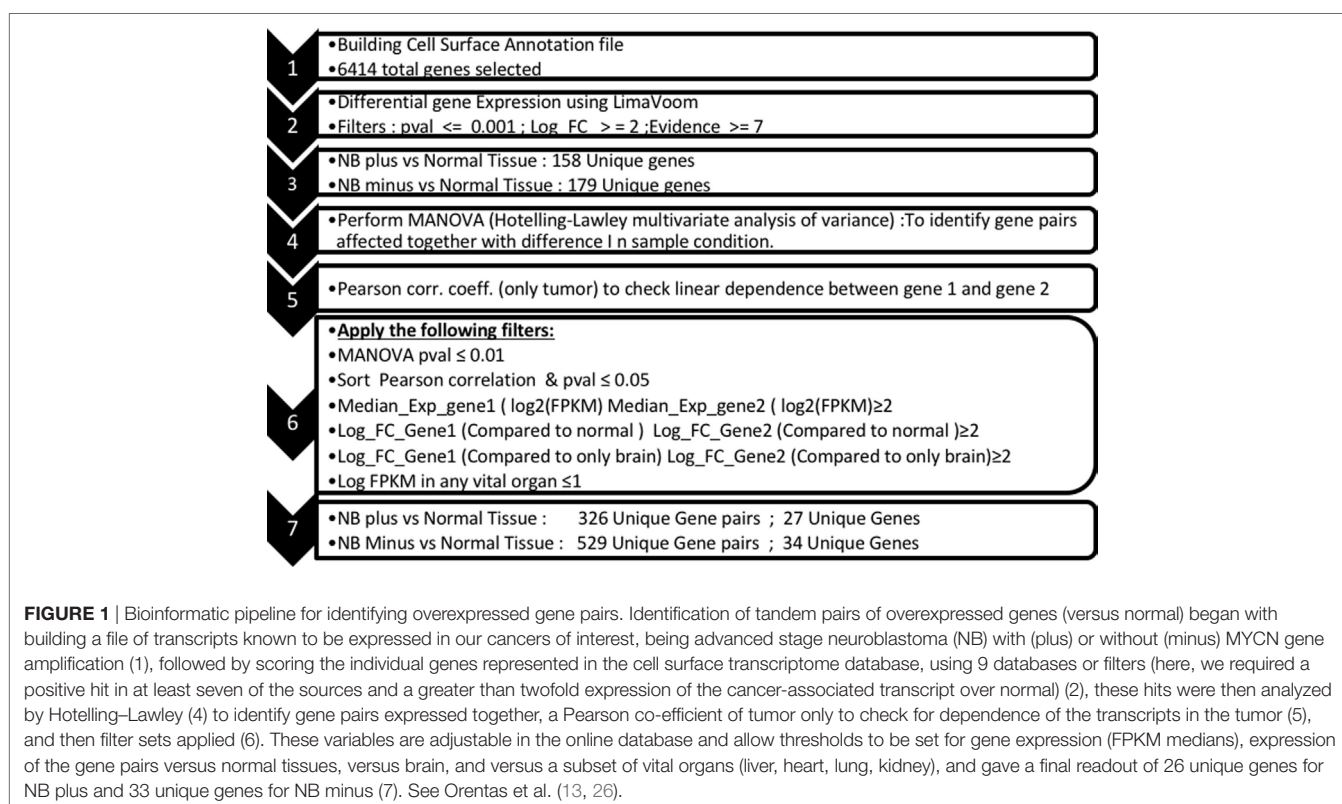 1
•Building Cell Surface Annotation file
•6414 total genes selected
2
•Differential gene Expression using LimaVoom
•Filters : pval <= 0.001 ; Log_FC >= 2 ;Evidence >= 7
3
•NB plus vs Normal Tissue : 158 Unique genes
•NB minus vs Normal Tissue : 179 Unique genes
4
•Perform MANOVA (Hotelling-Lawley multivariate analysis of variance) :To identify gene pairs
affected together with difference I n sample condition.
5
•Pearson corr. coeff. (only tumor) to check linear dependence between gene 1 and gene 2
6
•Apply the following filters:
•MANOVA pval ≤ 0.01
•Sort Pearson correlation & pval ≤ 0.05
•Median_Exp_gene1 ( log2(FPKM) Median_Exp_gene2 ( log2(FPKM)≥2
•Log_FC_Gene1 (Compared to normal ) Log_FC_Gene2 (Compared to normal )≥2
•Log_FC_Gene1 (Compared to only brain) Log_FC_Gene2 (Compared to only brain)≥2
•Log FPKM in any vital organ ≤1
7
•NB plus vs Normal Tissue : 326 Unique Gene pairs ; 27 Unique Genes
•NB Minus vs Normal Tissue : 529 Unique Gene pairs ; 34 Unique Genes
FIGURE 1 | Bioinformatic pipeline for identifying overexpressed gene pairs. Identification of tandem pairs of overexpressed genes (versus normal) began with
building a file of transcripts known to be expressed in our cancers of interest, being advanced stage neuroblastoma (NB) with (plus) or without (minus) MYCN gene
amplification (1), followed by scoring the individual genes represented in the cell surface transcriptome database, using 9 databases or filters (here, we required a
positive hit in at least seven of the sources and a greater than twofold expression of the cancer-associated transcript over normal) (2), these hits were then analyzed
by Hotelling–Lawley (4) to identify gene pairs expressed together, a Pearson co-efficient of tumor only to check for dependence of the transcripts in the tumor (5),
and then filter sets applied (6). These variables are adjustable in the online database and allow thresholds to be set for gene expression (FPKM medians), expression
of the gene pairs versus normal tissues, versus brain, and versus a subset of vital organs (liver, heart, lung, kidney), and gave a final readout of 26 unique genes for
NB plus and 33 unique genes for NB minus (7). See Orentas et al. (13, 26).